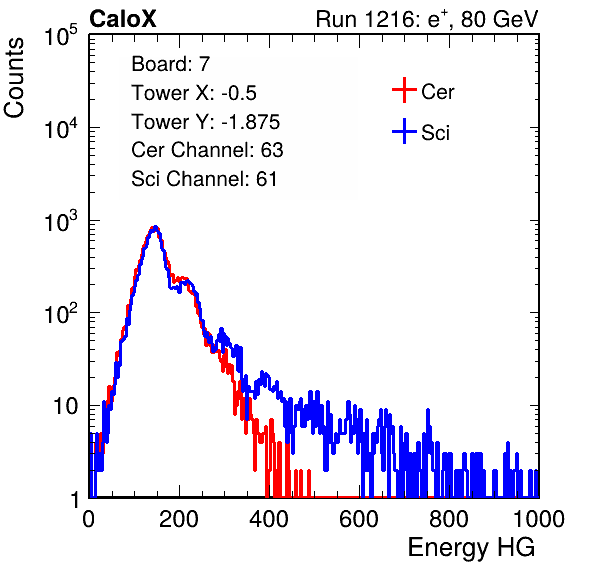 CaloX Run 1216: e⁺, 80 GeV
Counts
10⁵
10⁴
10³
10²
10
1
Board: 7
Tower X: -0.5
Tower Y: -1.875
Cer Channel: 63
Sci Channel: 61
Cer
Sci
0 200 400 600 800 1000
Energy HG